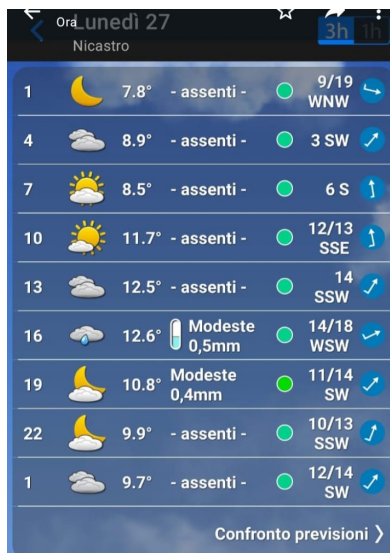 Ora
Lunedì 27
3h 1h
Nicastro
1 7.8° - assenti - 9/19 WNW
4 8.9° - assenti - 3 SW
7 8.5° - assenti - 6 S
10 11.7° - assenti - 12/13 SSE
13 12.5° - assenti - 14 SSW
16 12.6° Modeste 0,5mm 14/18 WSW
19 10.8° Modeste 0,4mm 11/14 SW
22 9.9° - assenti - 10/13 SSW
1 9.7° - assenti - 12/14 SW
Confronto previsioni